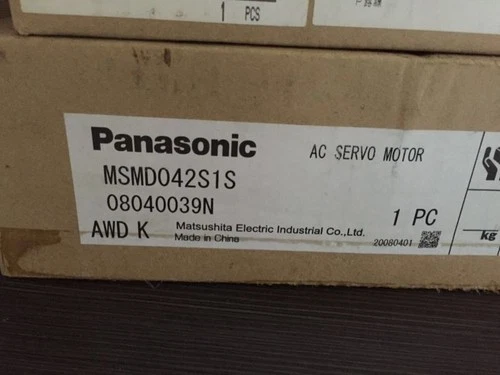 1 PCS
Panasonic
AC SERVO MOTOR
MSMD042S1S
08040039N
1 PC
AWD K
Matsushita Electric Industrial Co.,Ltd.
Made in China
20080401
kg